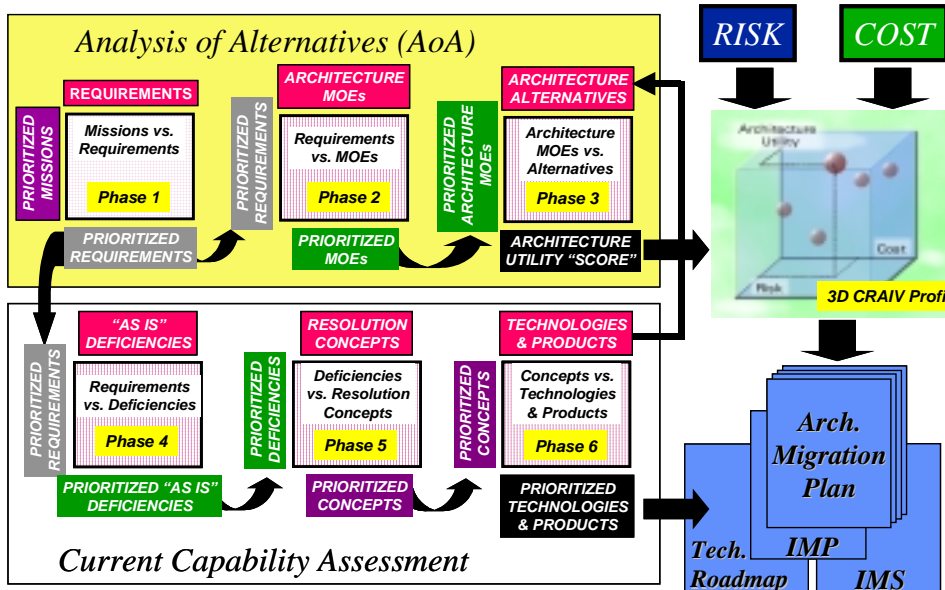 Analysis of Alternatives (AoA)
REQUIREMENTS
PRIORITIZED
MISSIONS
Missions vs.
Requirements
Phase 1
PRIORITIZED
REQUIREMENTS
ARCHITECTURE
MOEs
PRIORITIZED
REQUIREMENTS
Requirements
vs. MOEs
Phase 2
PRIORITIZED
MOEs
ARCHITECTURE
ALTERNATIVES
PRIORITIZED
ARCHITECTURE
MOEs
Architecture
MOEs vs.
Alternatives
Phase 3
ARCHITECTURE
UTILITY “SCORE”
RISK
COST
Architecture
Utility
Cost
Risk
3D CRAIV Profi
“AS IS”
DEFICIENCIES
PRIORITIZED
REQUIREMENTS
Requirements
vs. Deficiencies
Phase 4
PRIORITIZED “AS IS”
DEFICIENCIES
RESOLUTION
CONCEPTS
PRIORITIZED
DEFICIENCIES
Deficiencies
vs. Resolution
Concepts
Phase 5
PRIORITIZED
CONCEPTS
TECHNOLOGIES
& PRODUCTS
PRIORITIZED
CONCEPTS
Concepts vs.
Technologies
& Products
Phase 6
PRIORITIZED
TECHNOLOGIES
& PRODUCTS
Current Capability Assessment
Arch.
Migration
Plan
IMP
Tech.
Roadmap
IMS